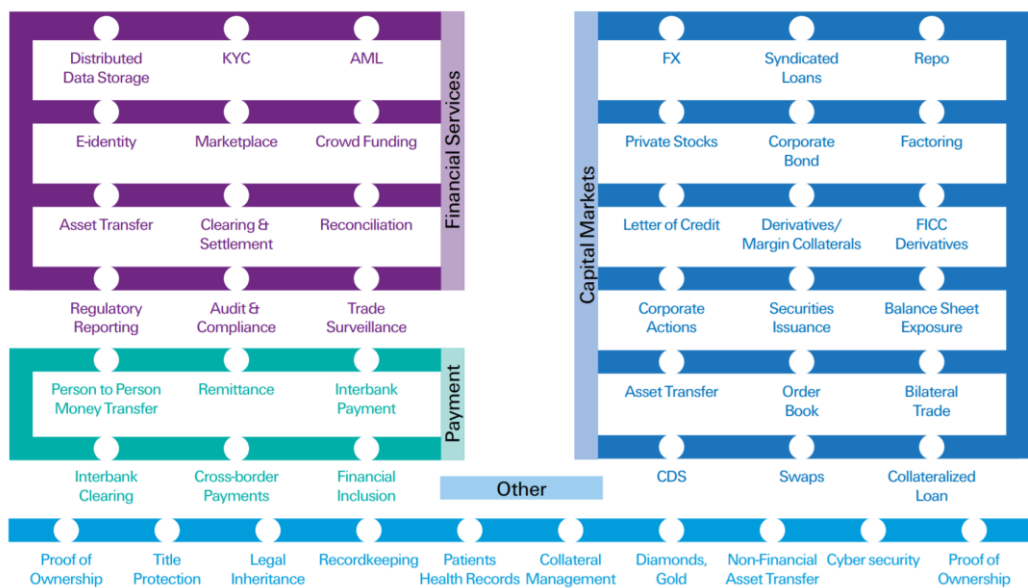 Distributed
Data Storage
KYC
AML
E-identity
Marketplace
Crowd Funding
Asset Transfer
Clearing &
Settlement
Reconciliation
Regulatory
Reporting
Audit &
Compliance
Trade
Surveillance
Financial Services
Person to Person
Money Transfer
Remittance
Interbank
Payment
Interbank
Clearing
Cross-border
Payments
Financial
Inclusion
Payment
Capital Markets
FX
Syndicated
Loans
Repo
Private Stocks
Corporate
Bond
Factoring
Letter of Credit
Derivatives/
Margin Collaterals
FICC
Derivatives
Corporate
Actions
Securities
Issuance
Balance Sheet
Exposure
Asset Transfer
Order
Book
Bilateral
Trade
CDS
Swaps
Collateralized
Loan
Other
Proof of
Ownership
Title
Protection
Legal
Inheritance
Recordkeeping
Patients
Health Records
Collateral
Management
Diamonds,
Gold
Non-Financial
Asset Transfer
Cyber security
Proof of
Ownership